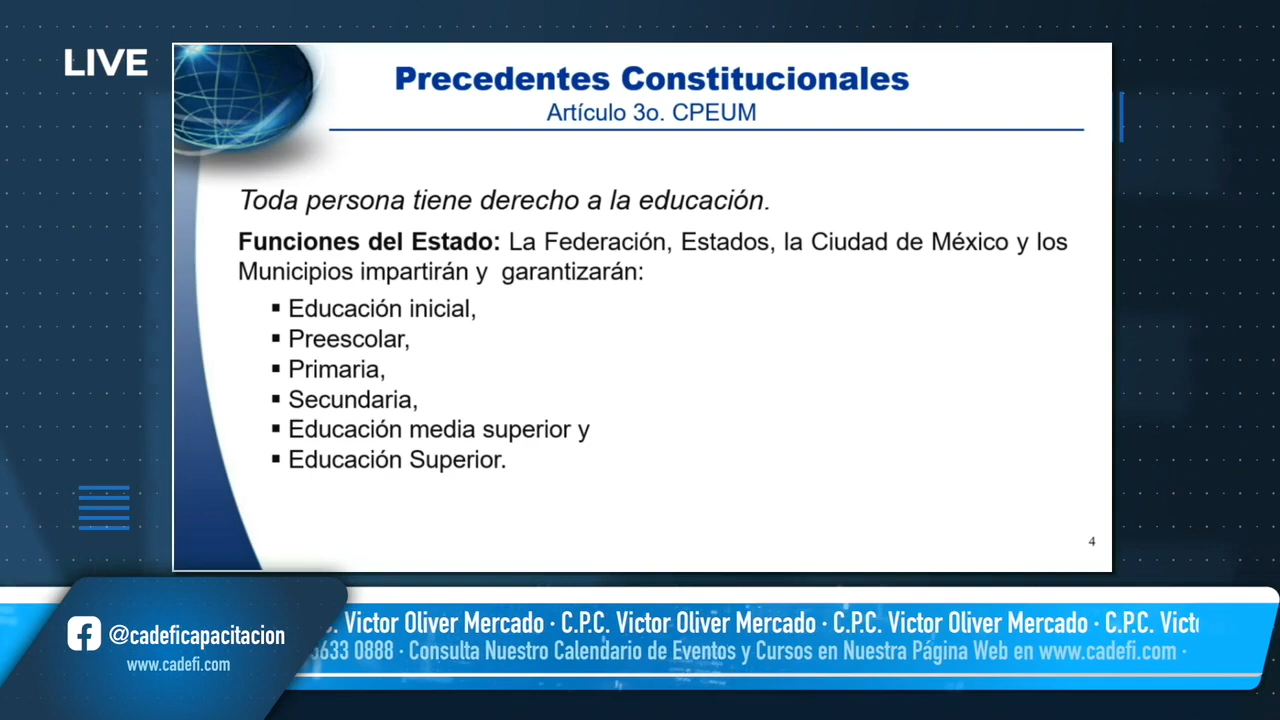 LIVE
Precedentes Constitucionales
Artículo 3o. CPEUM
Toda persona tiene derecho a la educación.
Funciones del Estado: La Federación, Estados, la Ciudad de México y los
Municipios impartirán y garantizarán:
▪ Educación inicial,
▪ Preescolar,
▪ Primaria,
▪ Secundaria,
▪ Educación media superior y
▪ Educación Superior.
4
@cadeficapacitacion
www.cadefi.com
. Victor Oliver Mercado · C.P.C. Victor Oliver Mercado · C.P.C. Victor Oliver Mercado · C.P.C. Victo
5633 0888 · Consulta Nuestro Calendario de Eventos y Cursos en Nuestra Página Web en www.cadefi.com ·